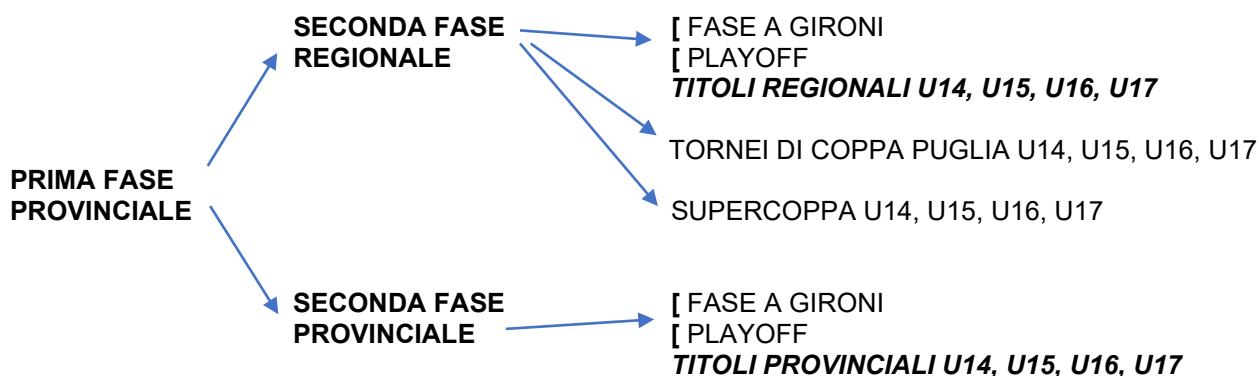 SECONDA FASE
REGIONALE
[ FASE A GIRONI
[ PLAYOFF
TITOLI REGIONALI U14, U15, U16, U17
TORNEI DI COPPA PUGLIA U14, U15, U16, U17
PRIMA FASE
PROVINCIALE
SUPERCOPPA U14, U15, U16, U17
SECONDA FASE
PROVINCIALE
[ FASE A GIRONI
[ PLAYOFF
TITOLI PROVINCIALI U14, U15, U16, U17